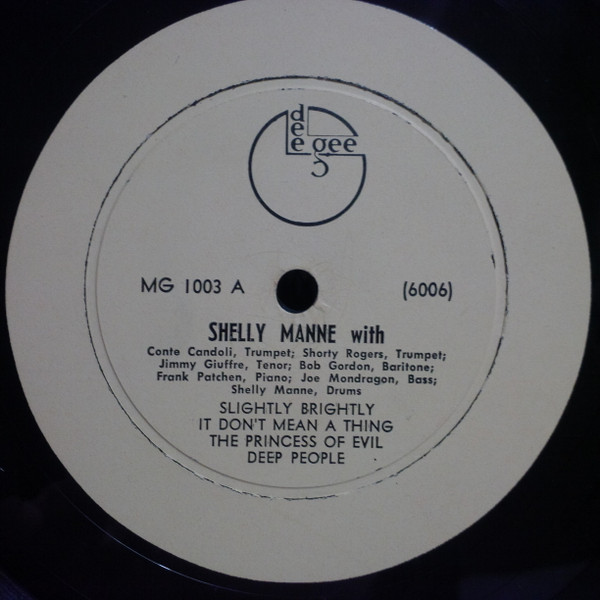 dee gee
MG 1003 A
(6006)
SHELLY MANNE with
Conte Candoli, Trumpet; Shorty Rogers, Trumpet;
Jimmy Giuffre, Tenor; Bob Gordon, Baritone;
Frank Patchen, Piano; Joe Mondragon, Bass;
Shelly Manne, Drums
SLIGHTLY BRIGHTLY
IT DON'T MEAN A THING
THE PRINCESS OF EVIL
DEEP PEOPLE